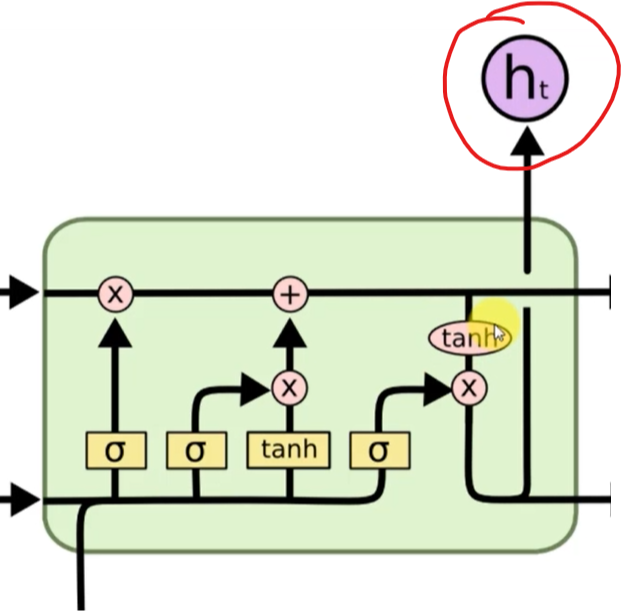 ht
x +
tanh
x x
σ σ tanh σ